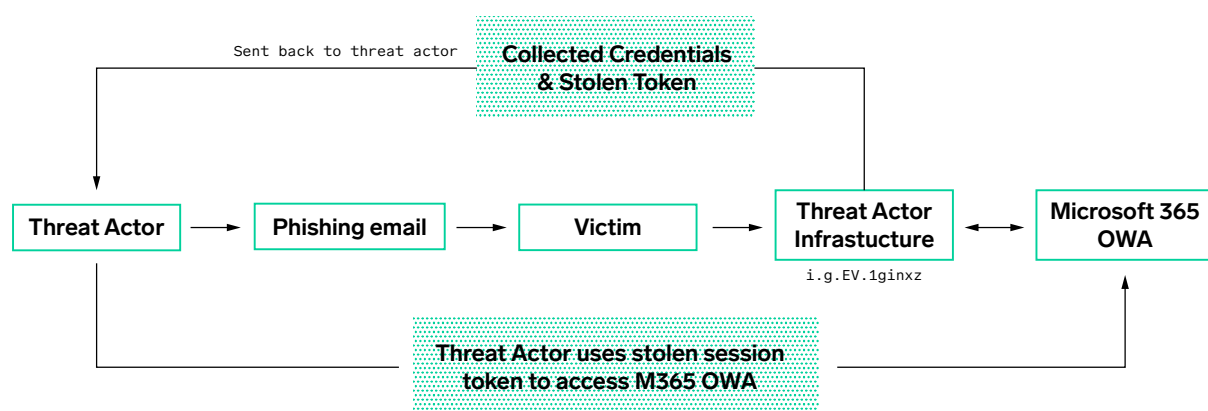 Sent back to threat actor
Collected Credentials
& Stolen Token
Threat Actor
Phishing email
Victim
Threat Actor
Infrastucture
i.g.EV.1ginxz
Microsoft 365
OWA
Threat Actor uses stolen session
token to access M365 OWA